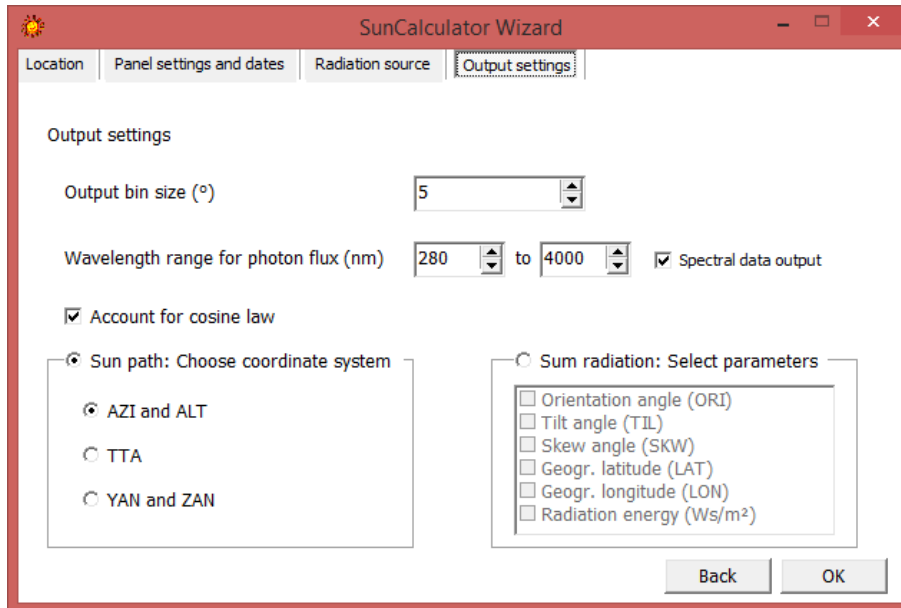 SunCalculator Wizard
Location Panel settings and dates Radiation source Output settings
Output settings
Output bin size (º) 5
Wavelength range for photon flux (nm) 280 to 4000 Spectral data output
Account for cosine law
Sun path: Choose coordinate system
AZI and ALT
TTA
YAN and ZAN
Sum radiation: Select parameters
Orientation angle (ORI)
Tilt angle (TIL)
Skew angle (SKW)
Geogr. latitude (LAT)
Geogr. longitude (LON)
Radiation energy (Ws/m²)
Back OK